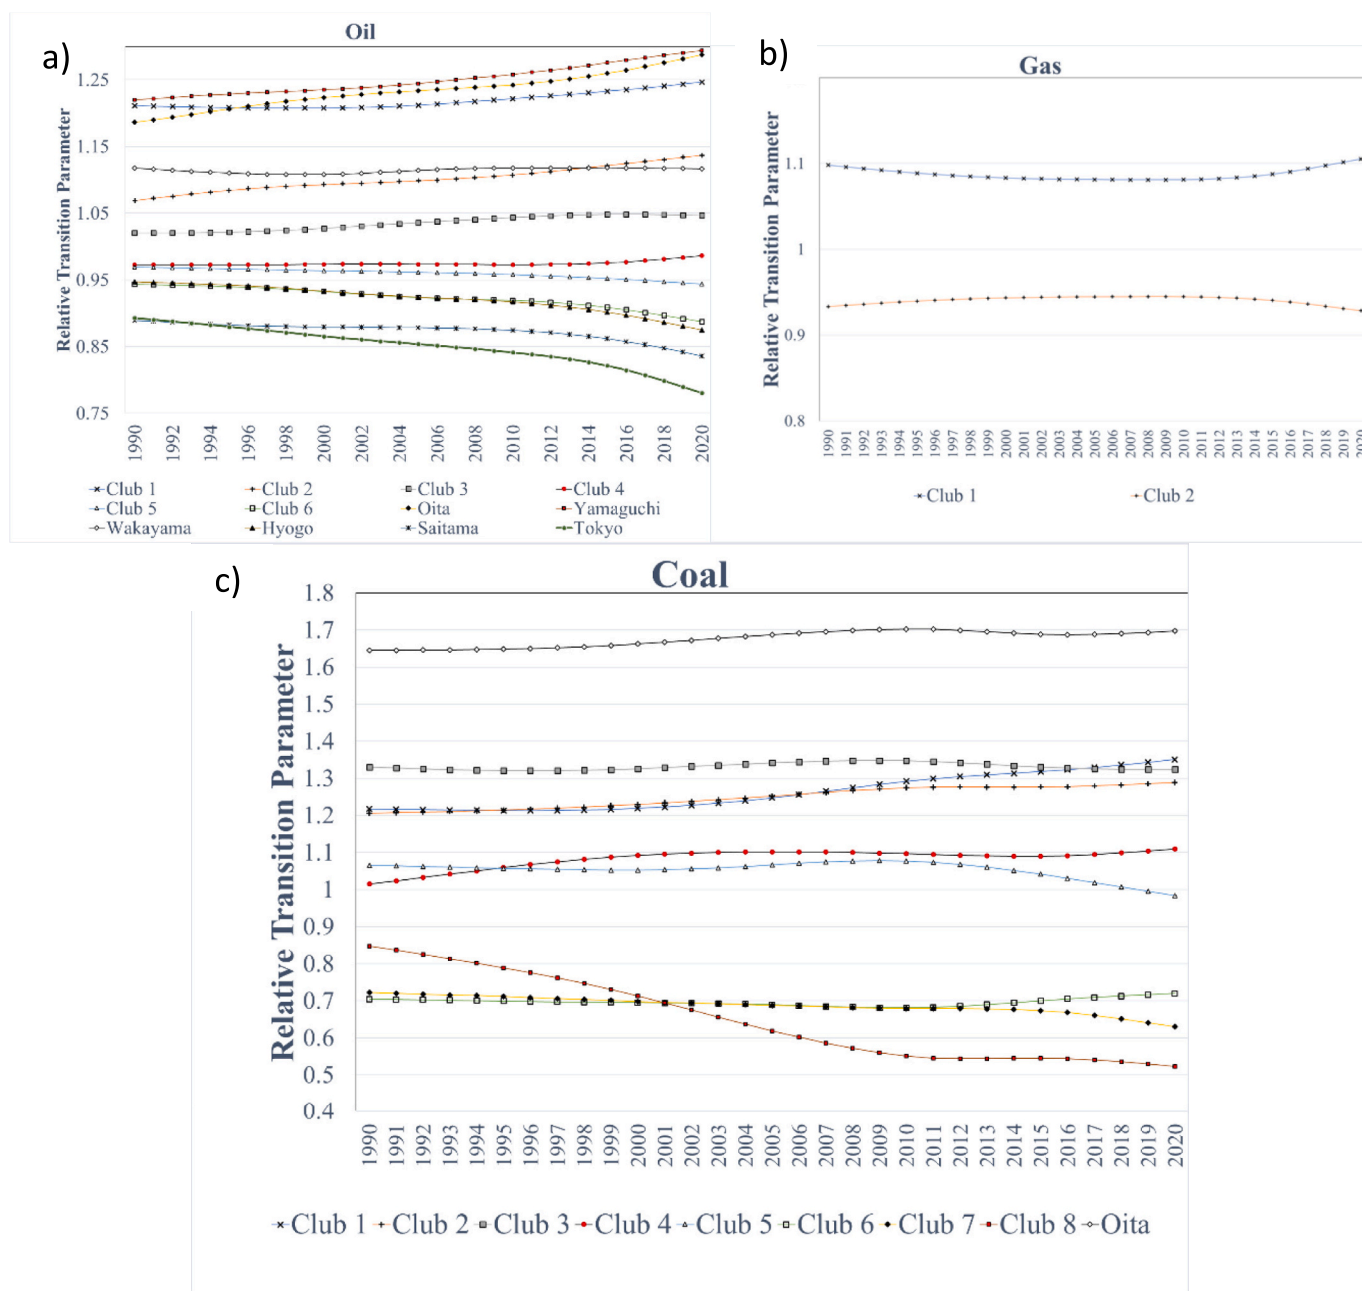 a)
Oil
Relative Transition Parameter
1.25
1.15
1.05
0.95
0.85
0.75
1990 1992 1994 1996 1998 2000 2002 2004 2006 2008 2010 2012 2014 2016 2018 2020
Club 1 Club 2 Club 3 Club 4
Club 5 Club 6 Oita Yamaguchi
Wakayama Hyogo Saitama Tokyo
b)
Gas
Relative Transition Parameter
1.1
1
0.9
0.8
1990 1991 1992 1993 1994 1995 1996 1997 1998 1999 2000 2001 2002 2003 2004 2005 2006 2007 2008 2009 2010 2011 2012 2013 2014 2015 2016 2017 2018 2019 2020
Club 1 Club 2
c)
Coal
Relative Transition Parameter
1.8
1.7
1.6
1.5
1.4
1.3
1.2
1.1
1
0.9
0.8
0.7
0.6
0.5
0.4
1990 1991 1992 1993 1994 1995 1996 1997 1998 1999 2000 2001 2002 2003 2004 2005 2006 2007 2008 2009 2010 2011 2012 2013 2014 2015 2016 2017 2018 2019 2020
Club 1 Club 2 Club 3 Club 4 Club 5 Club 6 Club 7 Club 8 Oita